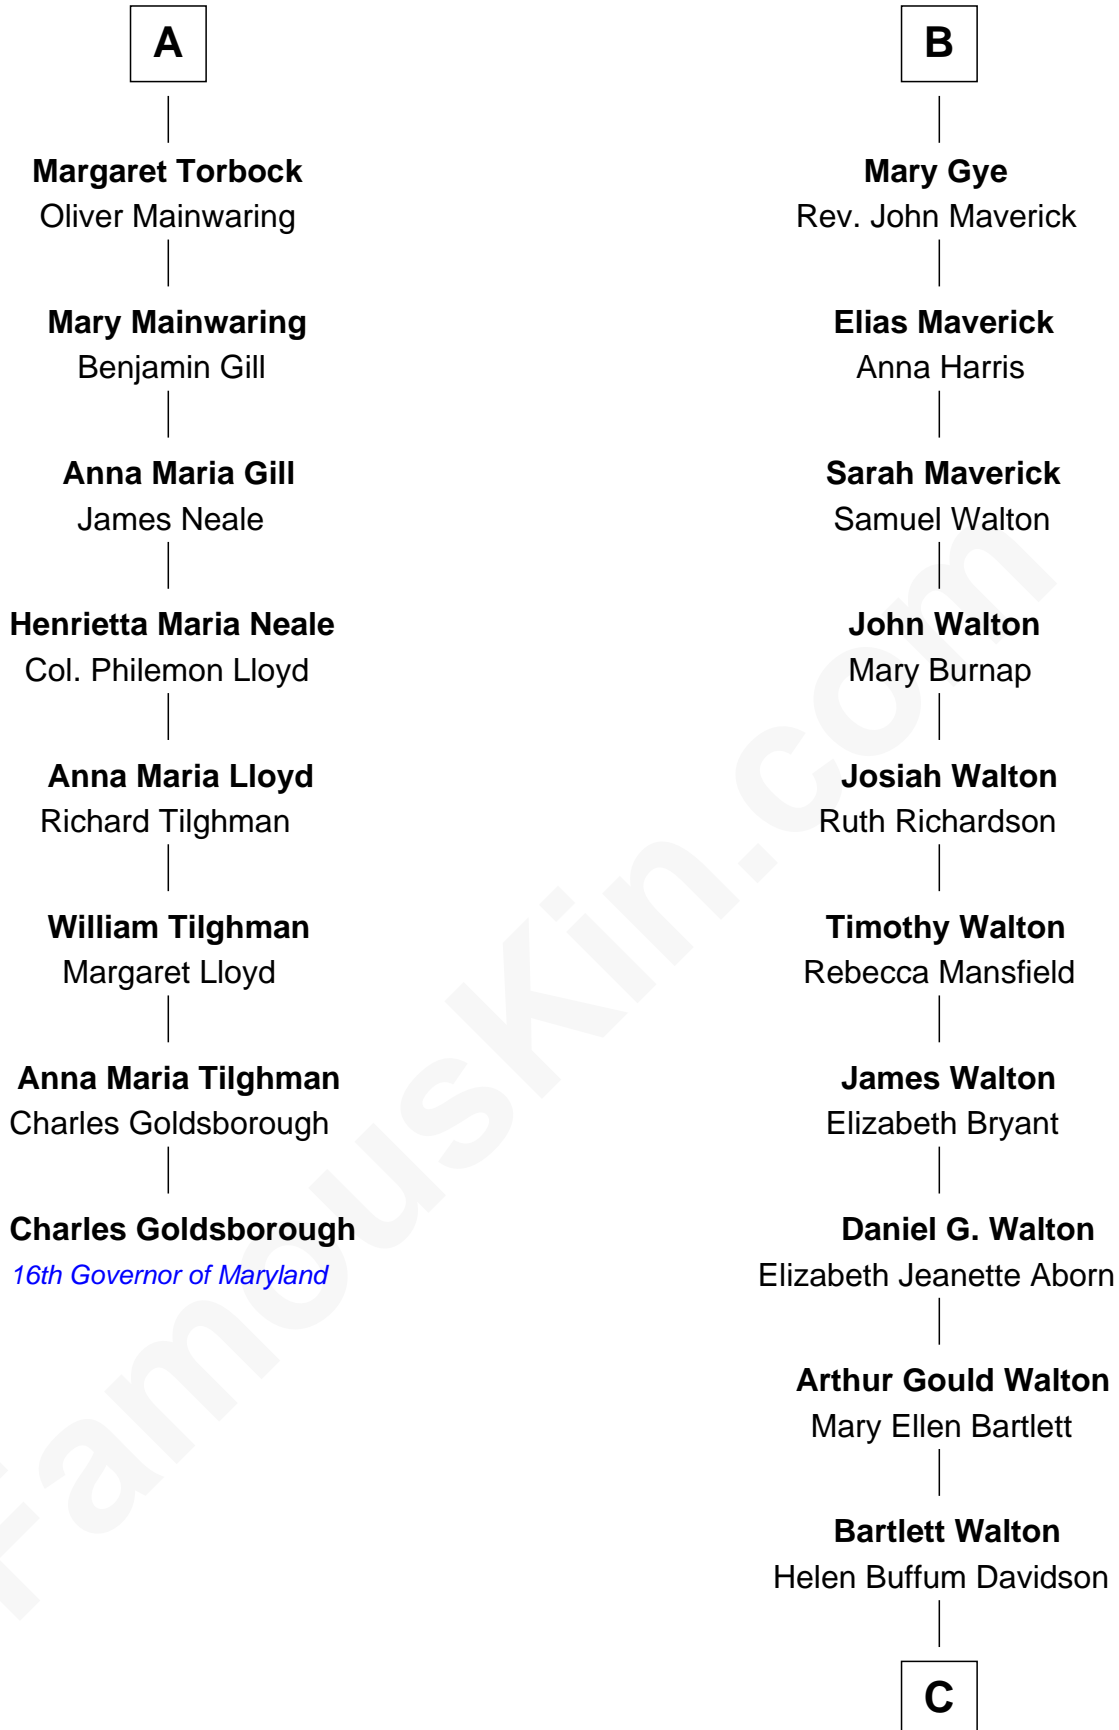 A
Margaret Torbock
Oliver Mainwaring
Mary Mainwaring
Benjamin Gill
Anna Maria Gill
James Neale
Henrietta Maria Neale
Col. Philemon Lloyd
Anna Maria Lloyd
Richard Tilghman
William Tilghman
Margaret Lloyd
Anna Maria Tilghman
Charles Goldsborough
Charles Goldsborough
16th Governor of Maryland
B
Mary Gye
Rev. John Maverick
Elias Maverick
Anna Harris
Sarah Maverick
Samuel Walton
John Walton
Mary Burnap
Josiah Walton
Ruth Richardson
Timothy Walton
Rebecca Mansfield
James Walton
Elizabeth Bryant
Daniel G. Walton
Elizabeth Jeanette Aborn
Arthur Gould Walton
Mary Ellen Bartlett
Bartlett Walton
Helen Buffum Davidson
C
FamousKin.com